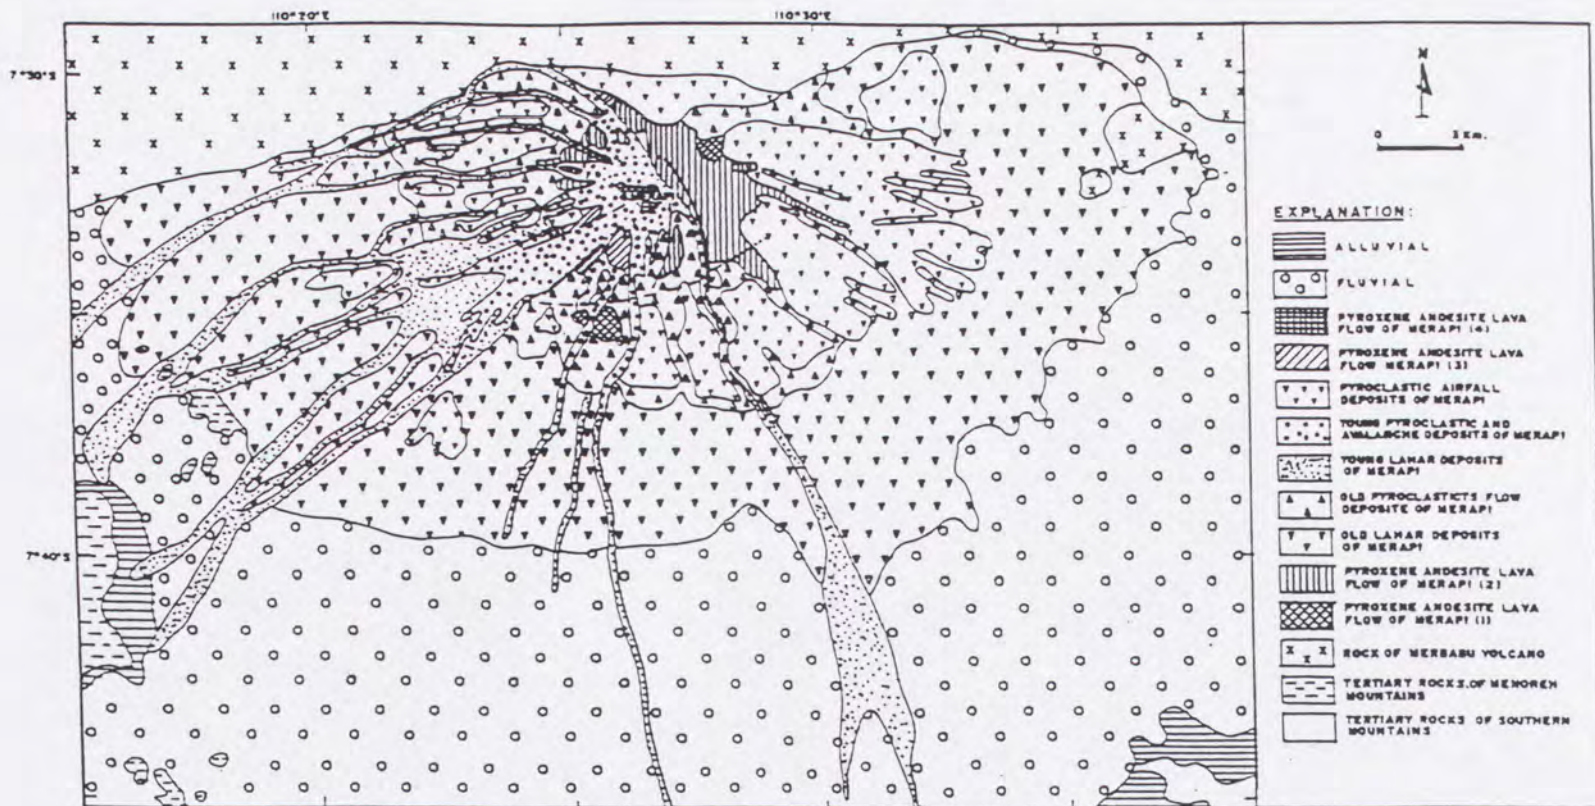 110°20'E
110°30'E
7°30'S
7°40'S
N
0 3 Km.
EXPLANATION:
ALLUVIAL
FLUVIAL
PYROXENE ANDESITE LAVA
FLOW OF MERAPI (4)
PYROXENE ANDESITE LAVA
FLOW MERAPI (3)
PYROCLASTIC AIRFALL
DEPOSITS OF MERAPI
YOUNG PYROCLASTIC AND
AVALANCHE DEPOSITS OF MERAPI
YOUNG LAHAR DEPOSITS
OF MERAPI
OLD PYROCLASTICTS FLOW
DEPOSITE OF MERAPI
OLD LAHAR DEPOSITS
OF MERAPI
PYROXENE ANDESITE LAVA
FLOW OF MERAPI (2)
PYROXENE ANDESITE LAVA
FLOW OF MERAPI (1)
ROCK OF MERBABU VOLCANO
TERTIARY ROCKS OF MENOREH
MOUNTAINS
TERTIARY ROCKS OF SOUTHERN
MOUNTAINS